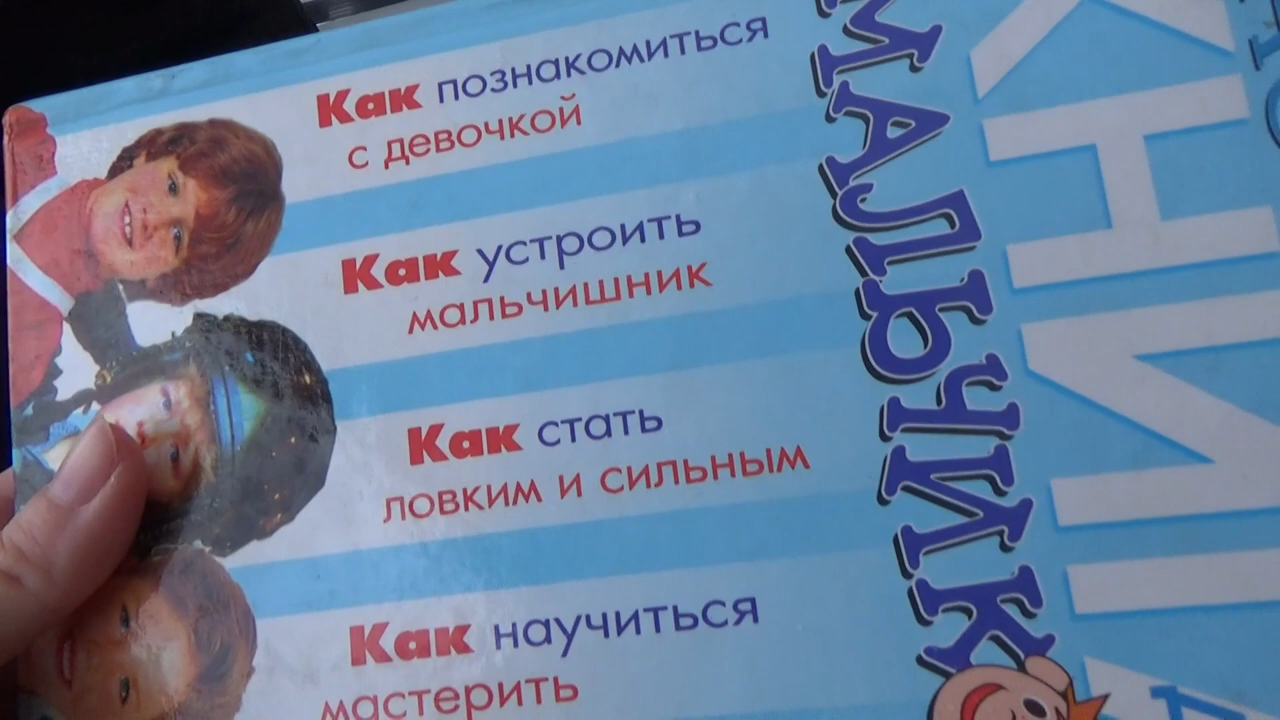 Как познакомиться
с девочкой
Как устроить
мальчишник
Как стать
ловким и сильным
Как научиться
мастерить
МАЛЬЧИК